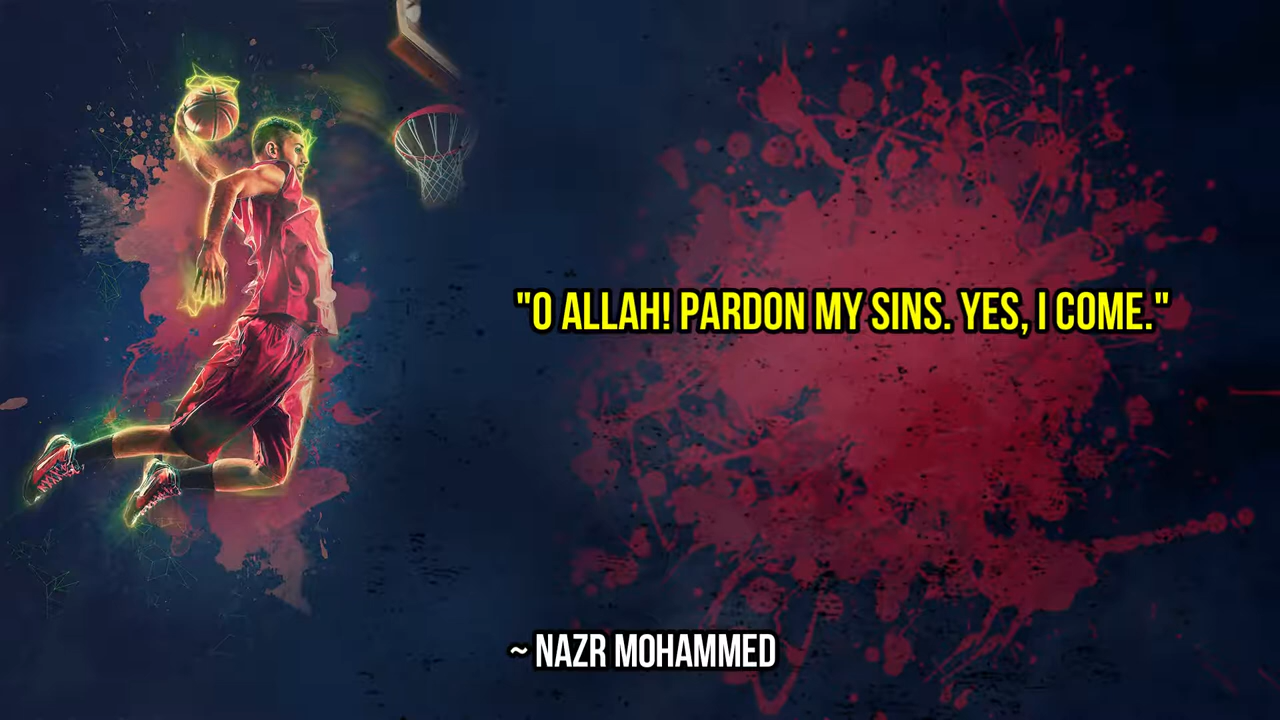 "O ALLAH! PARDON MY SINS. YES, I COME."
~ NAZR MOHAMMED